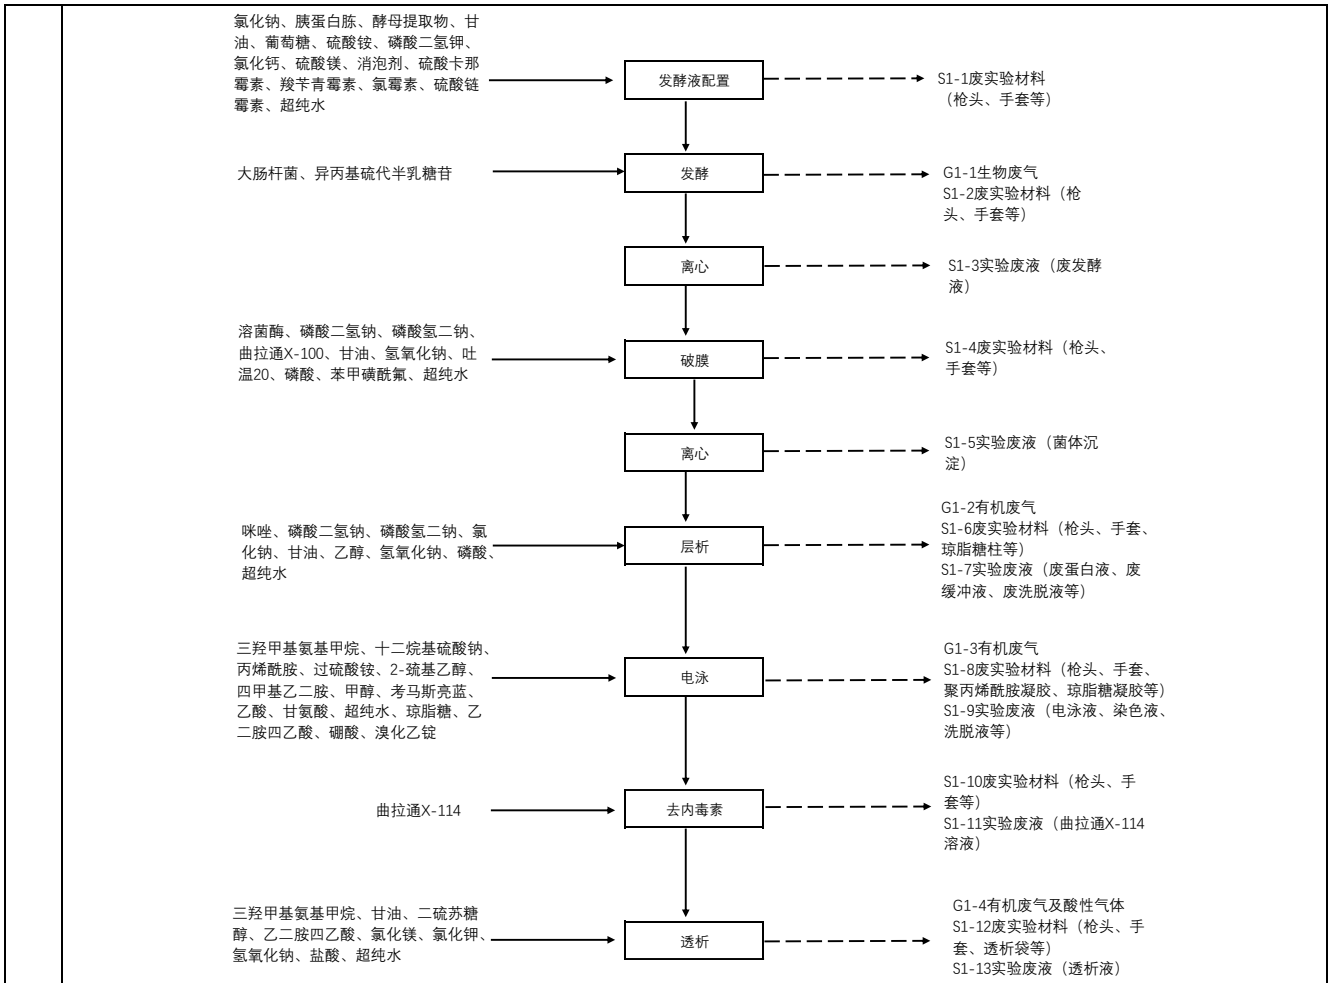 氯化钠、胰蛋白胨、酵母提取物、甘
油、葡萄糖、硫酸铵、磷酸二氢钾、
氯化钙、硫酸镁、消泡剂、硫酸卡那
霉素、羧苄青霉素、氯霉素、硫酸链
霉素、超纯水
发酵液配置
S1-1废实验材料
（枪头、手套等）
大肠杆菌、异丙基硫代半乳糖苷
发酵
G1-1生物废气
S1-2废实验材料（枪
头、手套等）
离心
S1-3实验废液（废发酵
液）
溶菌酶、磷酸二氢钠、磷酸氢二钠、
曲拉通X-100、甘油、氢氧化钠、吐
温20、磷酸、苯甲磺酰氟、超纯水
破膜
S1-4废实验材料（枪头、
手套等）
离心
S1-5实验废液（菌体沉
淀）
咪唑、磷酸二氢钠、磷酸氢二钠、氯
化钠、甘油、乙醇、氢氧化钠、磷酸、
超纯水
层析
G1-2有机废气
S1-6废实验材料（枪头、手套、
琼脂糖柱等）
S1-7实验废液（废蛋白液、废
缓冲液、废洗脱液等）
三羟甲基氨基甲烷、十二烷基硫酸钠、
丙烯酰胺、过硫酸铵、2-巯基乙醇、
四甲基乙二胺、甲醇、考马斯亮蓝、
乙酸、甘氨酸、超纯水、琼脂糖、乙
二胺四乙酸、硼酸、溴化乙锭
电泳
G1-3有机废气
S1-8废实验材料（枪头、手套、
聚丙烯酰胺凝胶、琼脂糖凝胶等）
S1-9实验废液（电泳液、染色液、
洗脱液等）
曲拉通X-114
去内毒素
S1-10废实验材料（枪头、手
套等）
S1-11实验废液（曲拉通X-114
溶液）
三羟甲基氨基甲烷、甘油、二硫苏糖
醇、乙二胺四乙酸、氯化镁、氯化钾、
氢氧化钠、盐酸、超纯水
透析
G1-4有机废气及酸性气体
S1-12废实验材料（枪头、手
套、透析袋等）
S1-13实验废液（透析液）